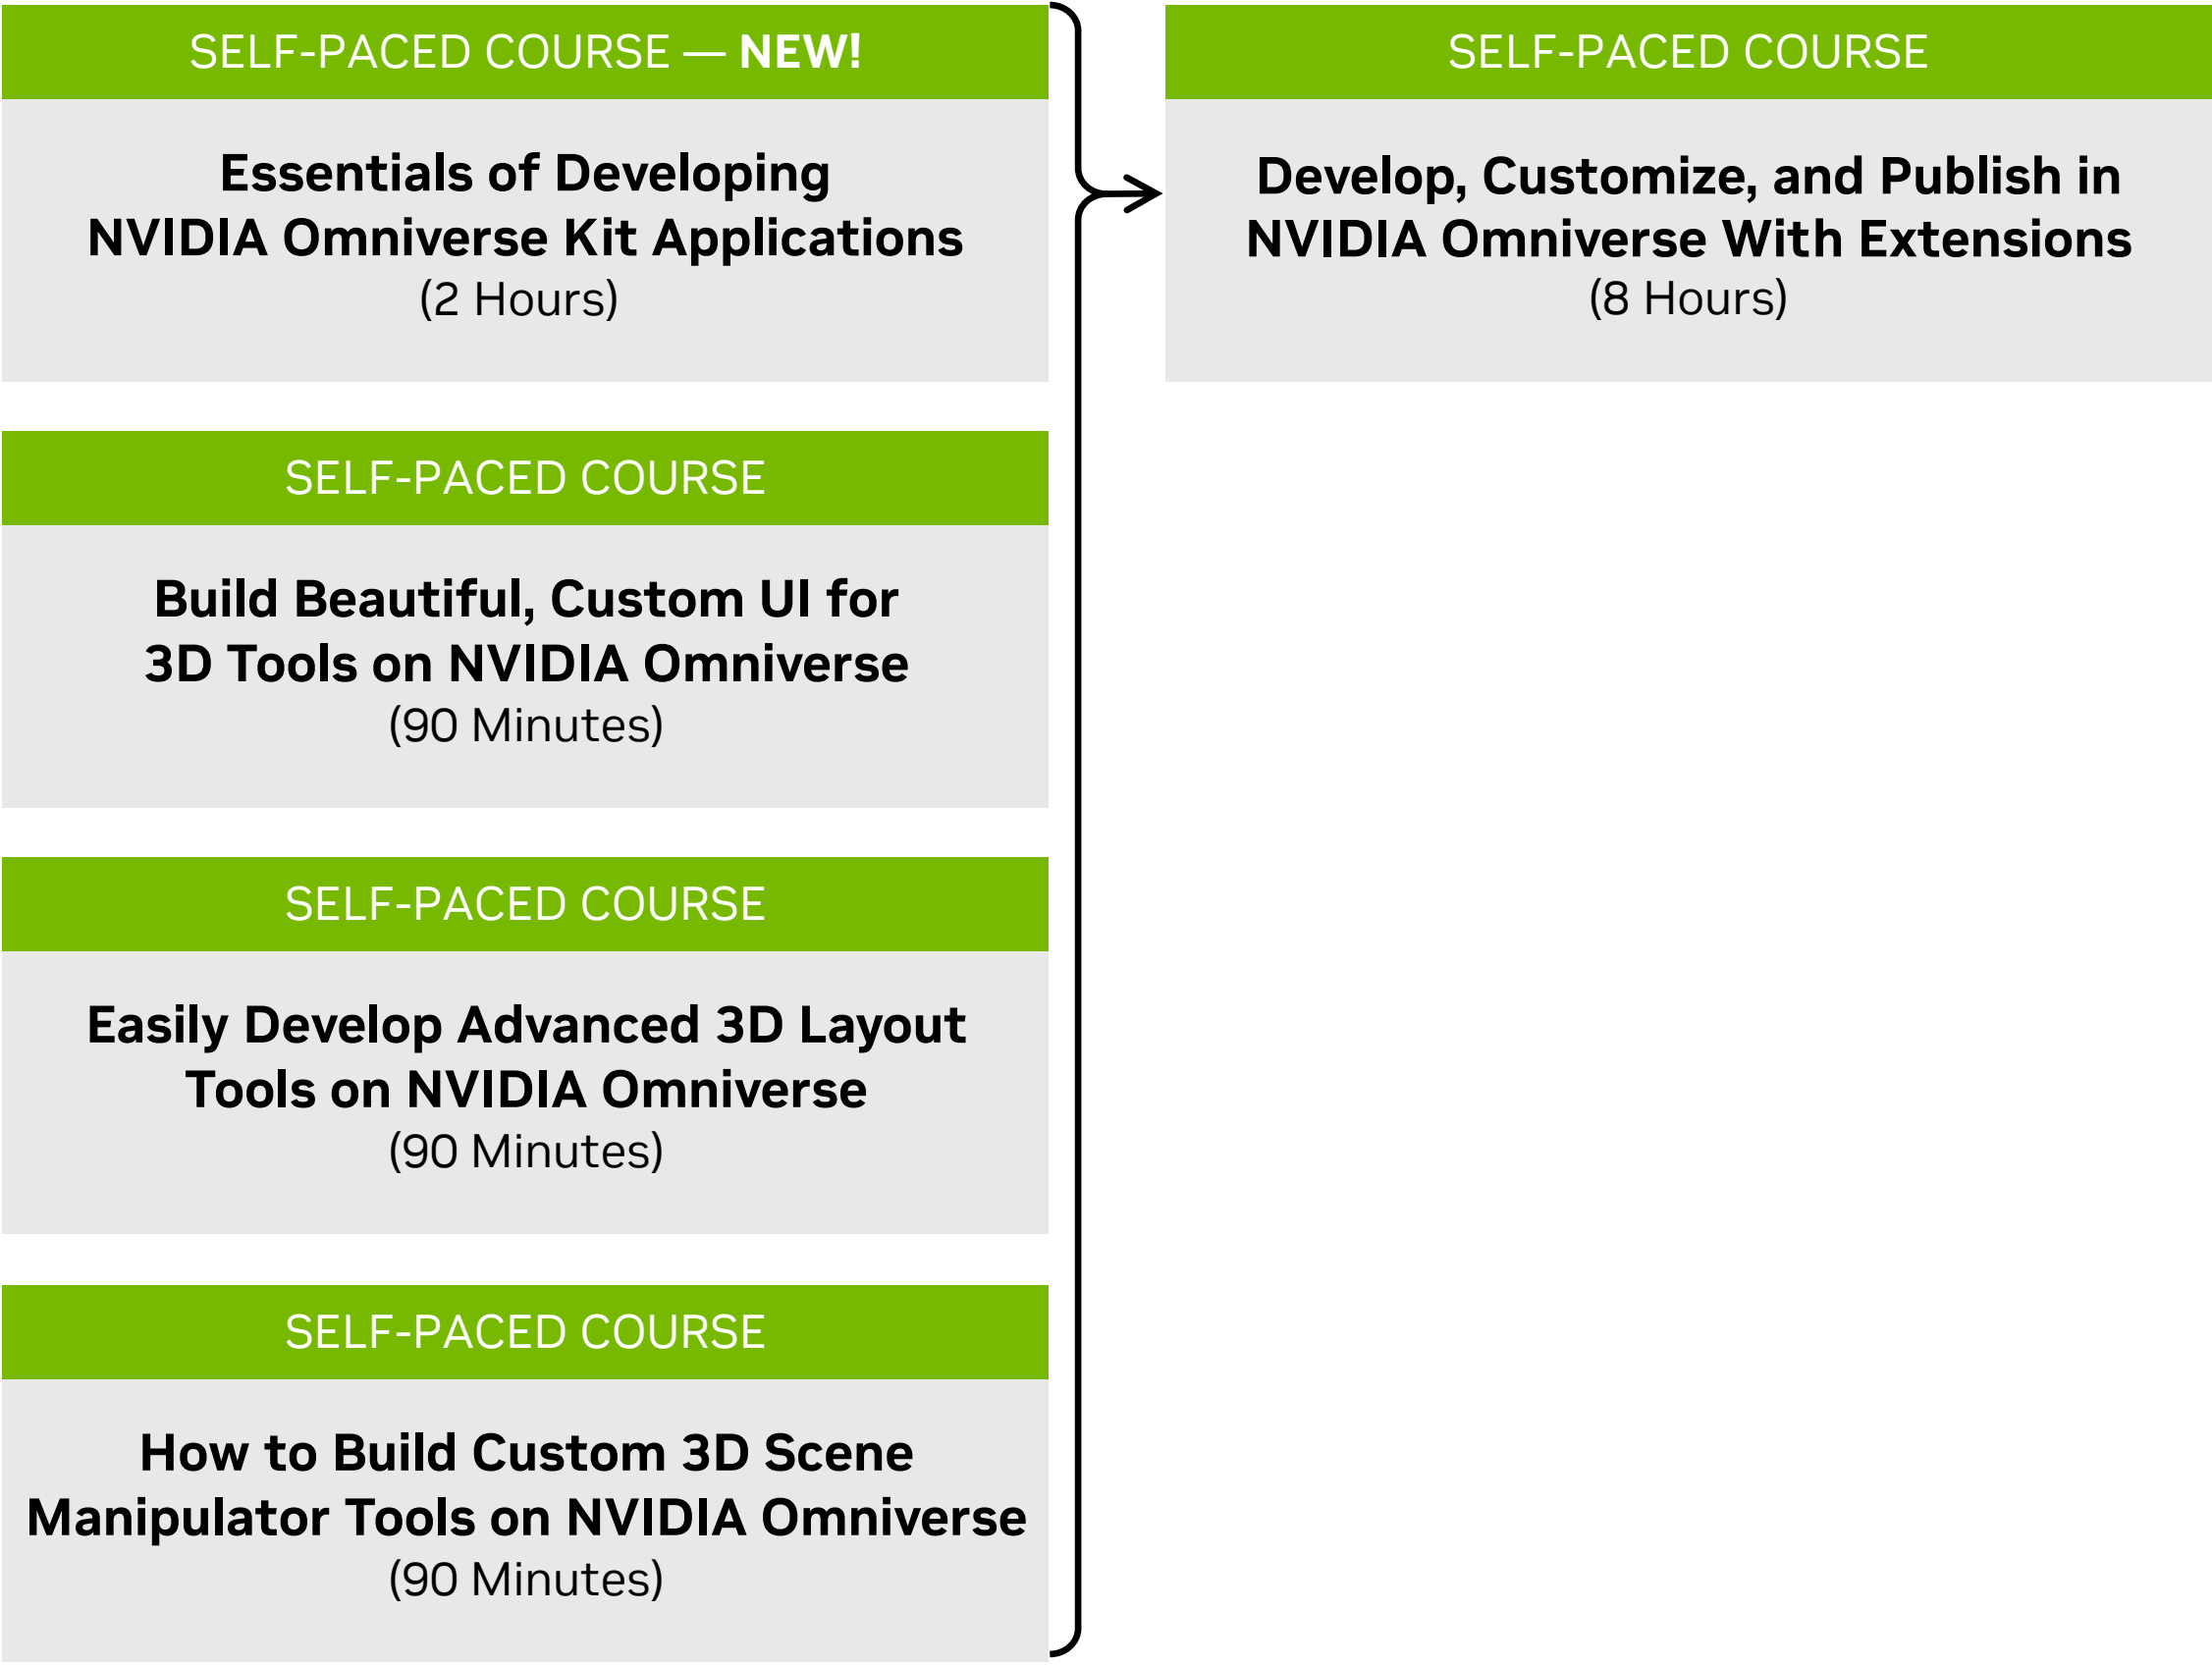 SELF-PACED COURSE — NEW!
Essentials of Developing
NVIDIA Omniverse Kit Applications
(2 Hours)
SELF-PACED COURSE
Build Beautiful, Custom UI for
3D Tools on NVIDIA Omniverse
(90 Minutes)
SELF-PACED COURSE
Easily Develop Advanced 3D Layout
Tools on NVIDIA Omniverse
(90 Minutes)
SELF-PACED COURSE
How to Build Custom 3D Scene
Manipulator Tools on NVIDIA Omniverse
(90 Minutes)
SELF-PACED COURSE
Develop, Customize, and Publish in
NVIDIA Omniverse With Extensions
(8 Hours)